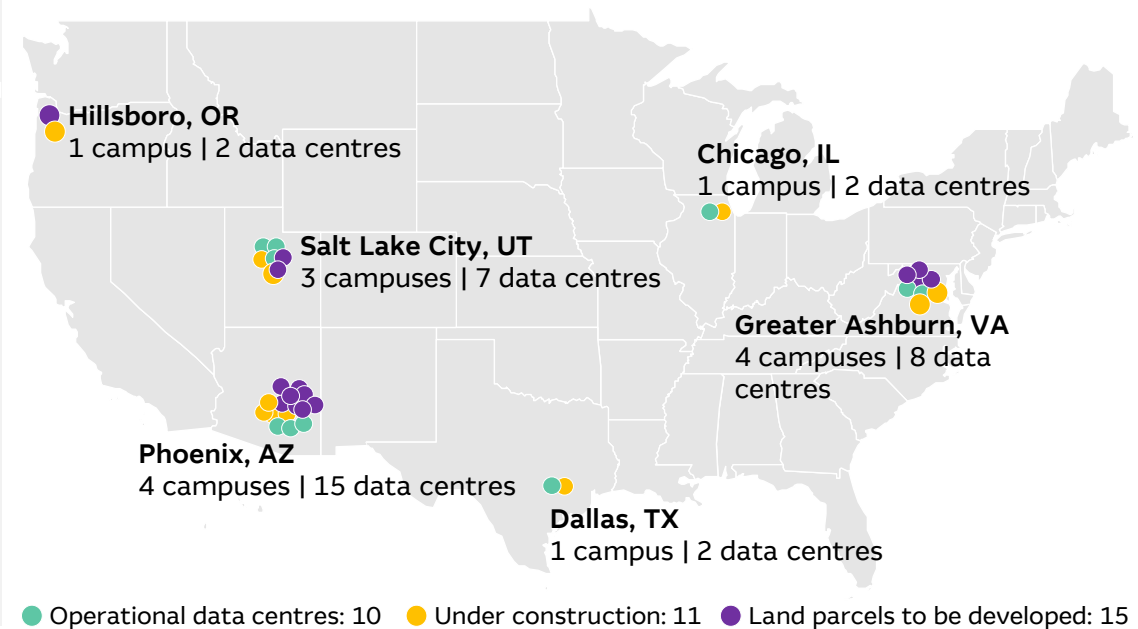 Hillsboro, OR
1 campus | 2 data centres
Chicago, IL
1 campus | 2 data centres
Salt Lake City, UT
3 campuses | 7 data centres
Greater Ashburn, VA
4 campuses | 8 data
centres
Phoenix, AZ
4 campuses | 15 data centres
Dallas, TX
1 campus | 2 data centres
Operational data centres: 10 Under construction: 11 Land parcels to be developed: 15